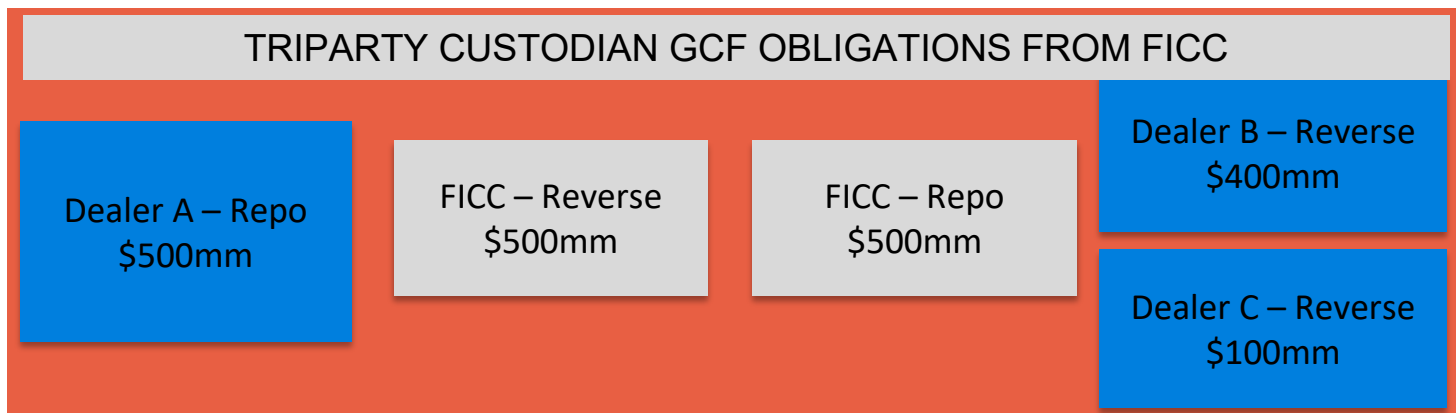 TRIPARTY CUSTODIAN GCF OBLIGATIONS FROM FICC
Dealer A – Repo
$500mm
FICC – Reverse
$500mm
FICC – Repo
$500mm
Dealer B – Reverse
$400mm
Dealer C – Reverse
$100mm